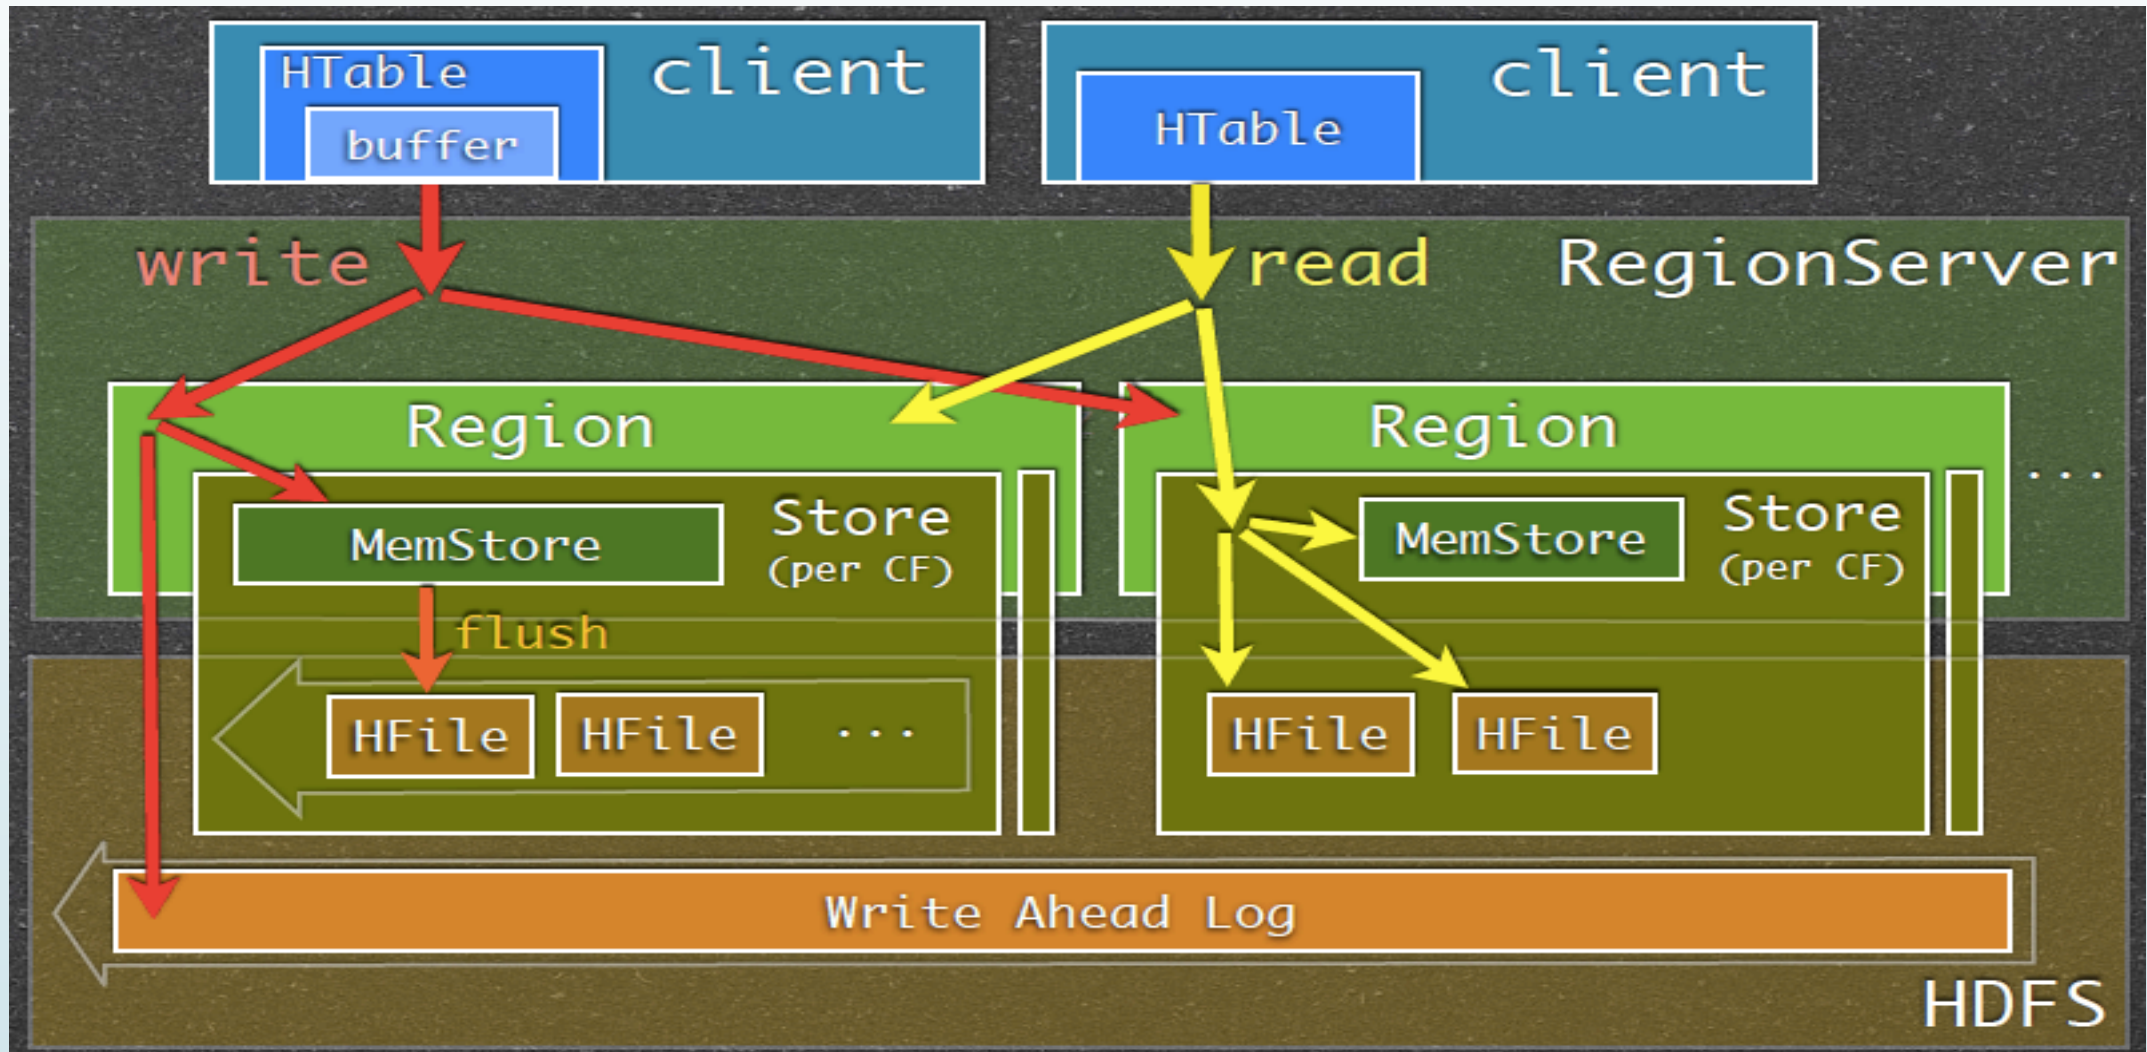 HTable
client
buffer
client
HTable
write
read
RegionServer
Region
Region
...
MemStore
Store
(per CF)
MemStore
Store
(per CF)
flush
HFile
HFile
...
HFile
HFile
Write Ahead Log
HDFS